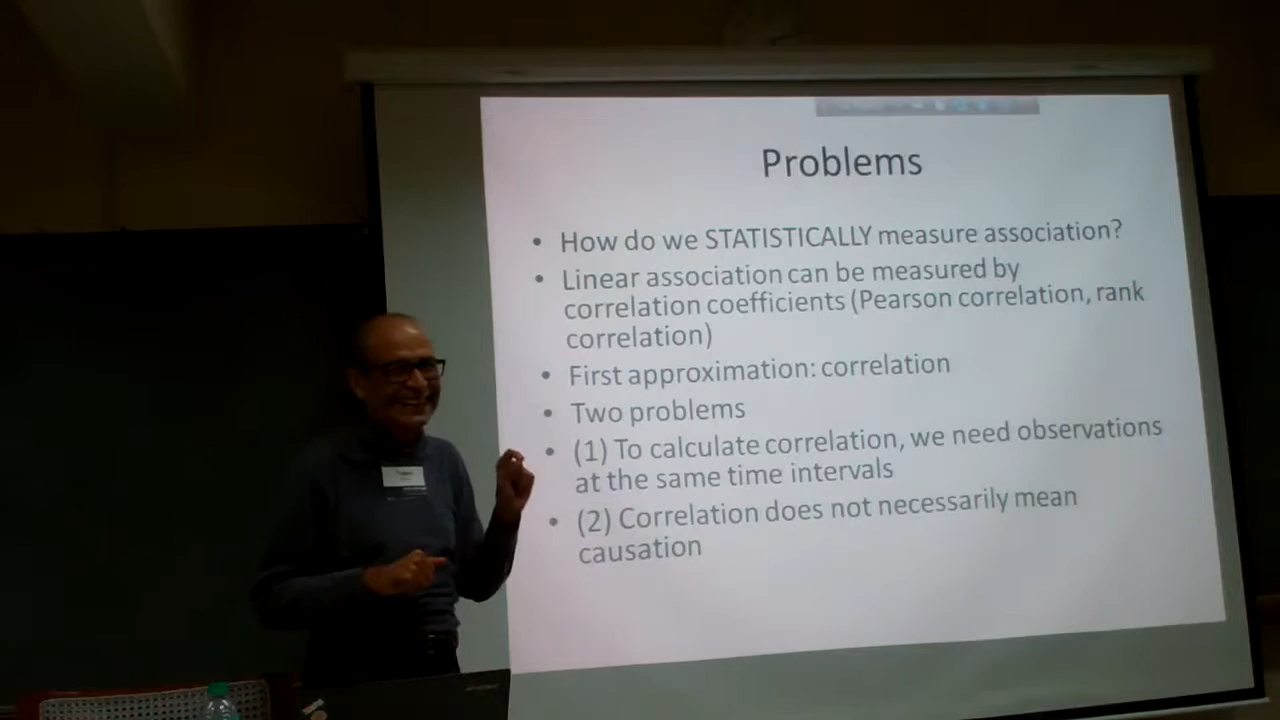 Problems
• How do we STATISTICALLY measure association?
• Linear association can be measured by
correlation coefficients (Pearson correlation, rank
correlation)
• First approximation: correlation
• Two problems
• (1) To calculate correlation, we need observations
at the same time intervals
• (2) Correlation does not necessarily mean
causation